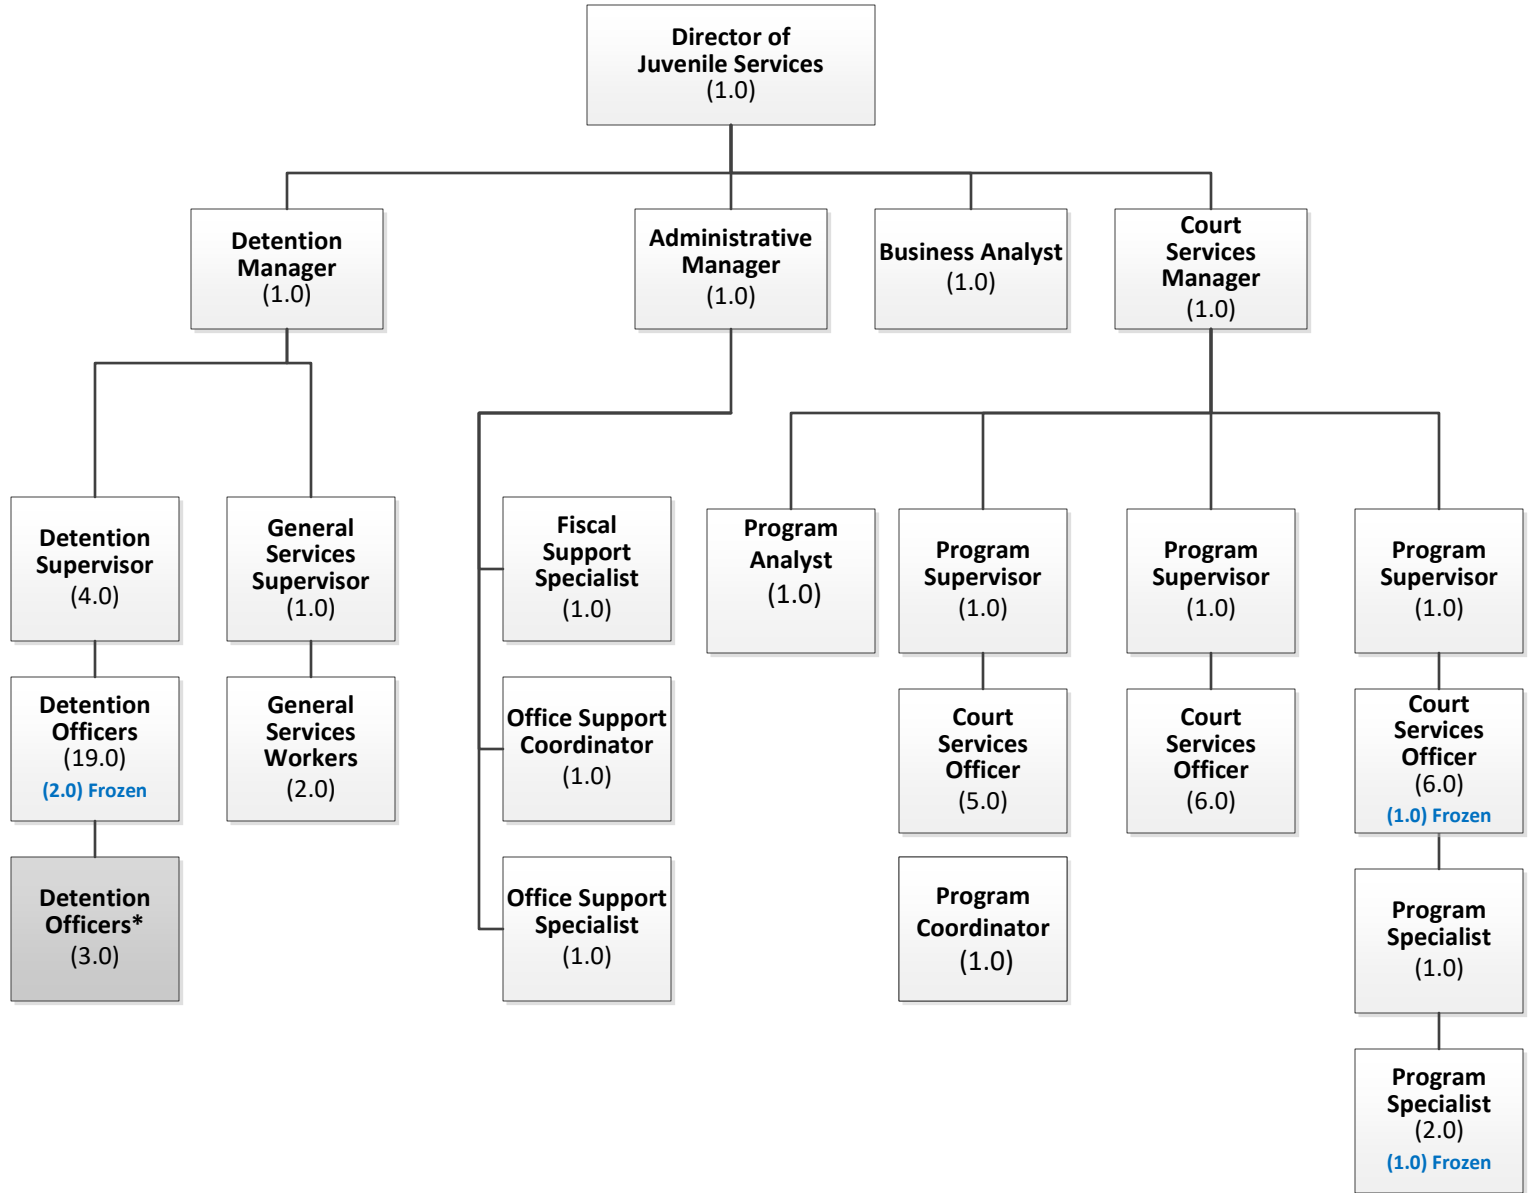 Director of
Juvenile Services
(1.0)
Detention
Manager
(1.0)
Administrative
Manager
(1.0)
Business Analyst
(1.0)
Court
Services
Manager
(1.0)
Detention
Supervisor
(4.0)
General
Services
Supervisor
(1.0)
Fiscal
Support
Specialist
(1.0)
Program
Analyst
(1.0)
Program
Supervisor
(1.0)
Program
Supervisor
(1.0)
Program
Supervisor
(1.0)
Detention
Officers
(19.0)
(2.0) Frozen
General
Services
Workers
(2.0)
Office Support
Coordinator
(1.0)
Court
Services
Officer
(5.0)
Court
Services
Officer
(6.0)
Court
Services
Officer
(6.0)
(1.0) Frozen
Detention
Officers*
(3.0)
Office Support
Specialist
(1.0)
Program
Coordinator
(1.0)
Program
Specialist
(1.0)
Program
Specialist
(2.0)
(1.0) Frozen